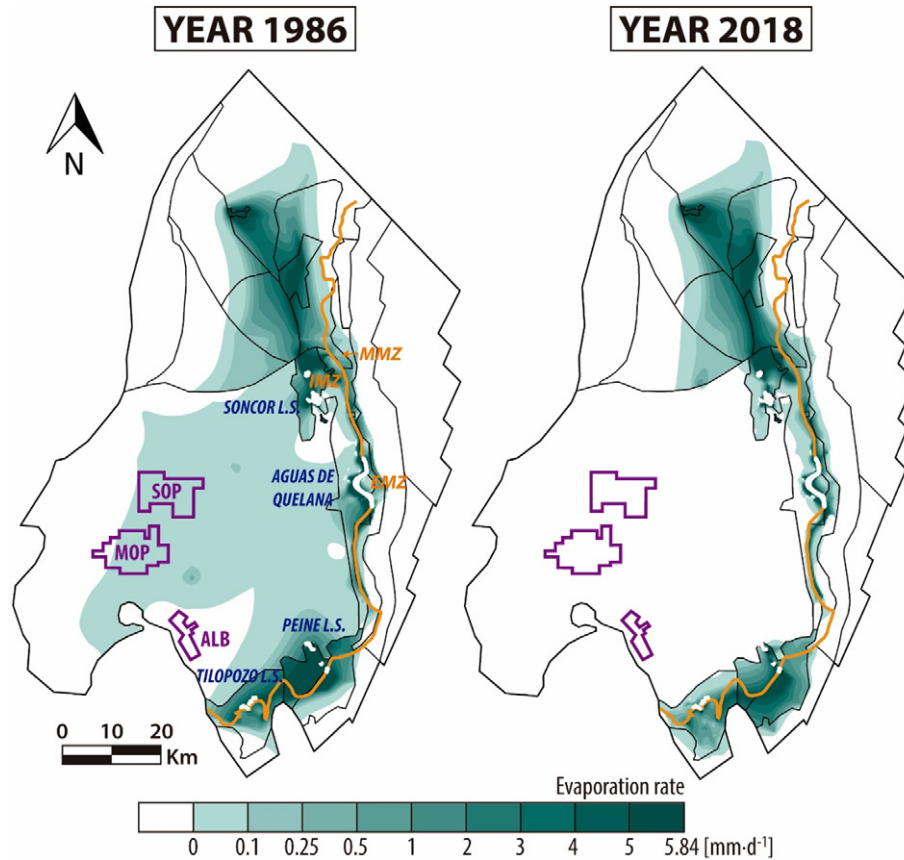 YEAR 1986
YEAR 2018
N
MMZ
IMZ
SONCOR L.S.
AGUAS DE
QUELANA
EMZ
SOP
MOP
ALB
PEINE L.S.
TILOPOZO L.S.
0 10 20
Km
Evaporation rate
0 0.1 0.25 0.5 1 2 3 4 5 5.84 [mm·d⁻¹]